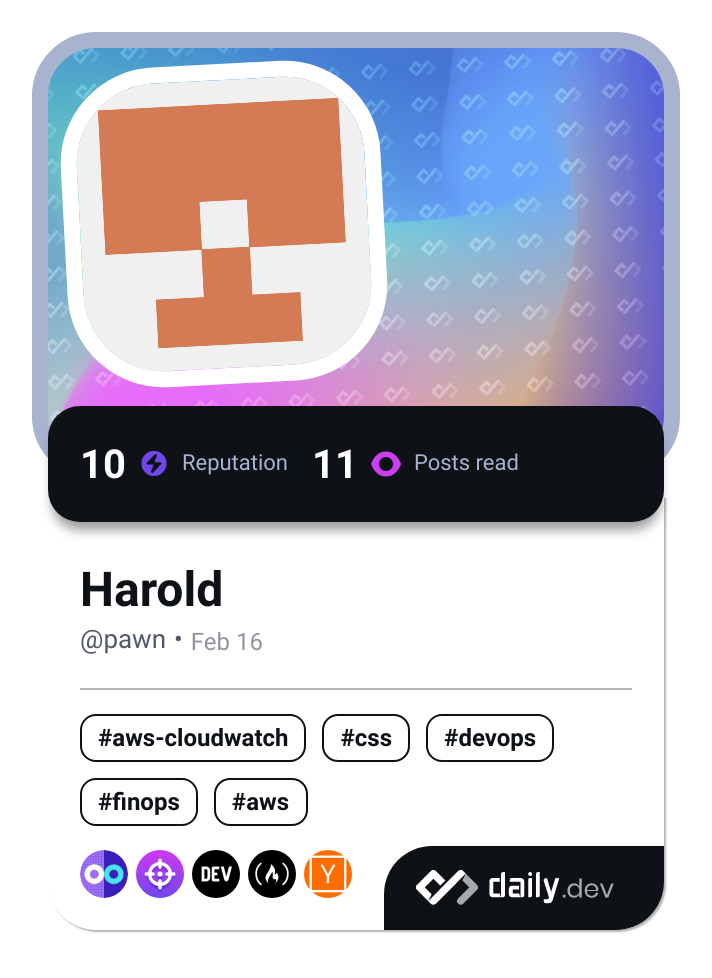 10 Reputation 11 Posts read
Harold
@pawn • Feb 16
#aws-cloudwatch #css #devops
#finops #aws
DEV Y
daily.dev